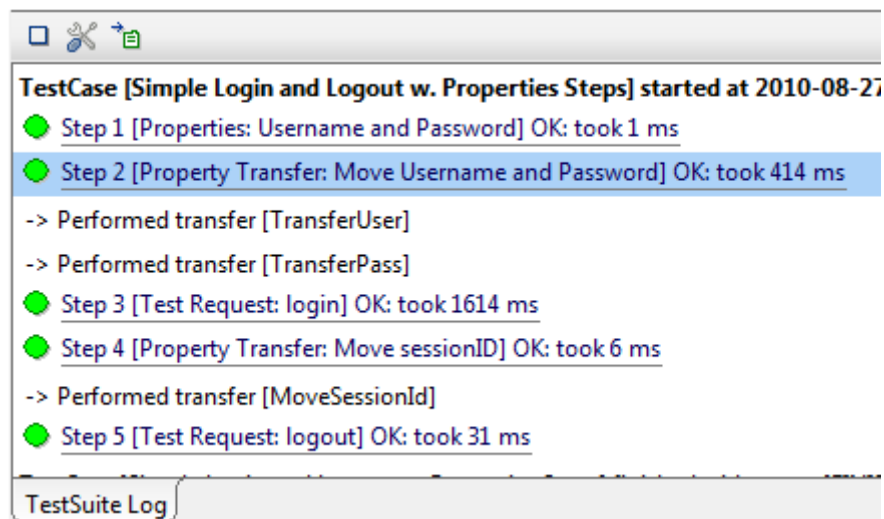 TestCase [Simple Login and Logout w. Properties Steps] started at 2010-08-27
Step 1 [Properties: Username and Password] OK: took 1 ms
Step 2 [Property Transfer: Move Username and Password] OK: took 414 ms
-> Performed transfer [TransferUser]
-> Performed transfer [TransferPass]
Step 3 [Test Request: login] OK: took 1614 ms
Step 4 [Property Transfer: Move sessionID] OK: took 6 ms
-> Performed transfer [MoveSessionId]
Step 5 [Test Request: logout] OK: took 31 ms
TestSuite Log